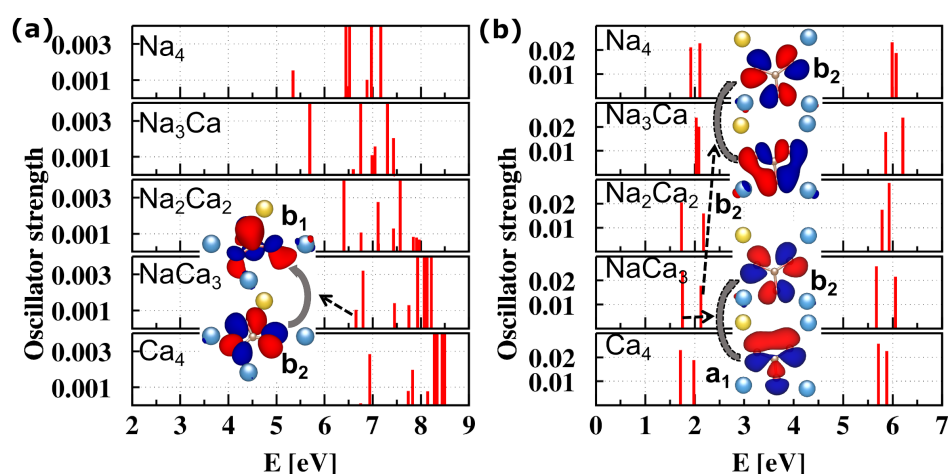 (a)
Oscillator strength
Oscillator strength
0.003
0.001
Na₄
0.003
0.001
Na₃Ca
0.003
0.001
Na₂Ca₂
b₁
0.003
0.001
NaCa₃
0.003
0.001
Ca₄
b₂
2 3 4 5 6 7 8 9
E [eV]
(b)
Oscillator strength
Oscillator strength
0.02
0.01
Na₄
b₂
0.02
0.01
Na₃Ca
0.02
0.01
Na₂Ca₂
b₂
0.02
0.01
NaCa₃
b₂
0.02
0.01
Ca₄
a₁
0 1 2 3 4 5 6 7
E [eV]